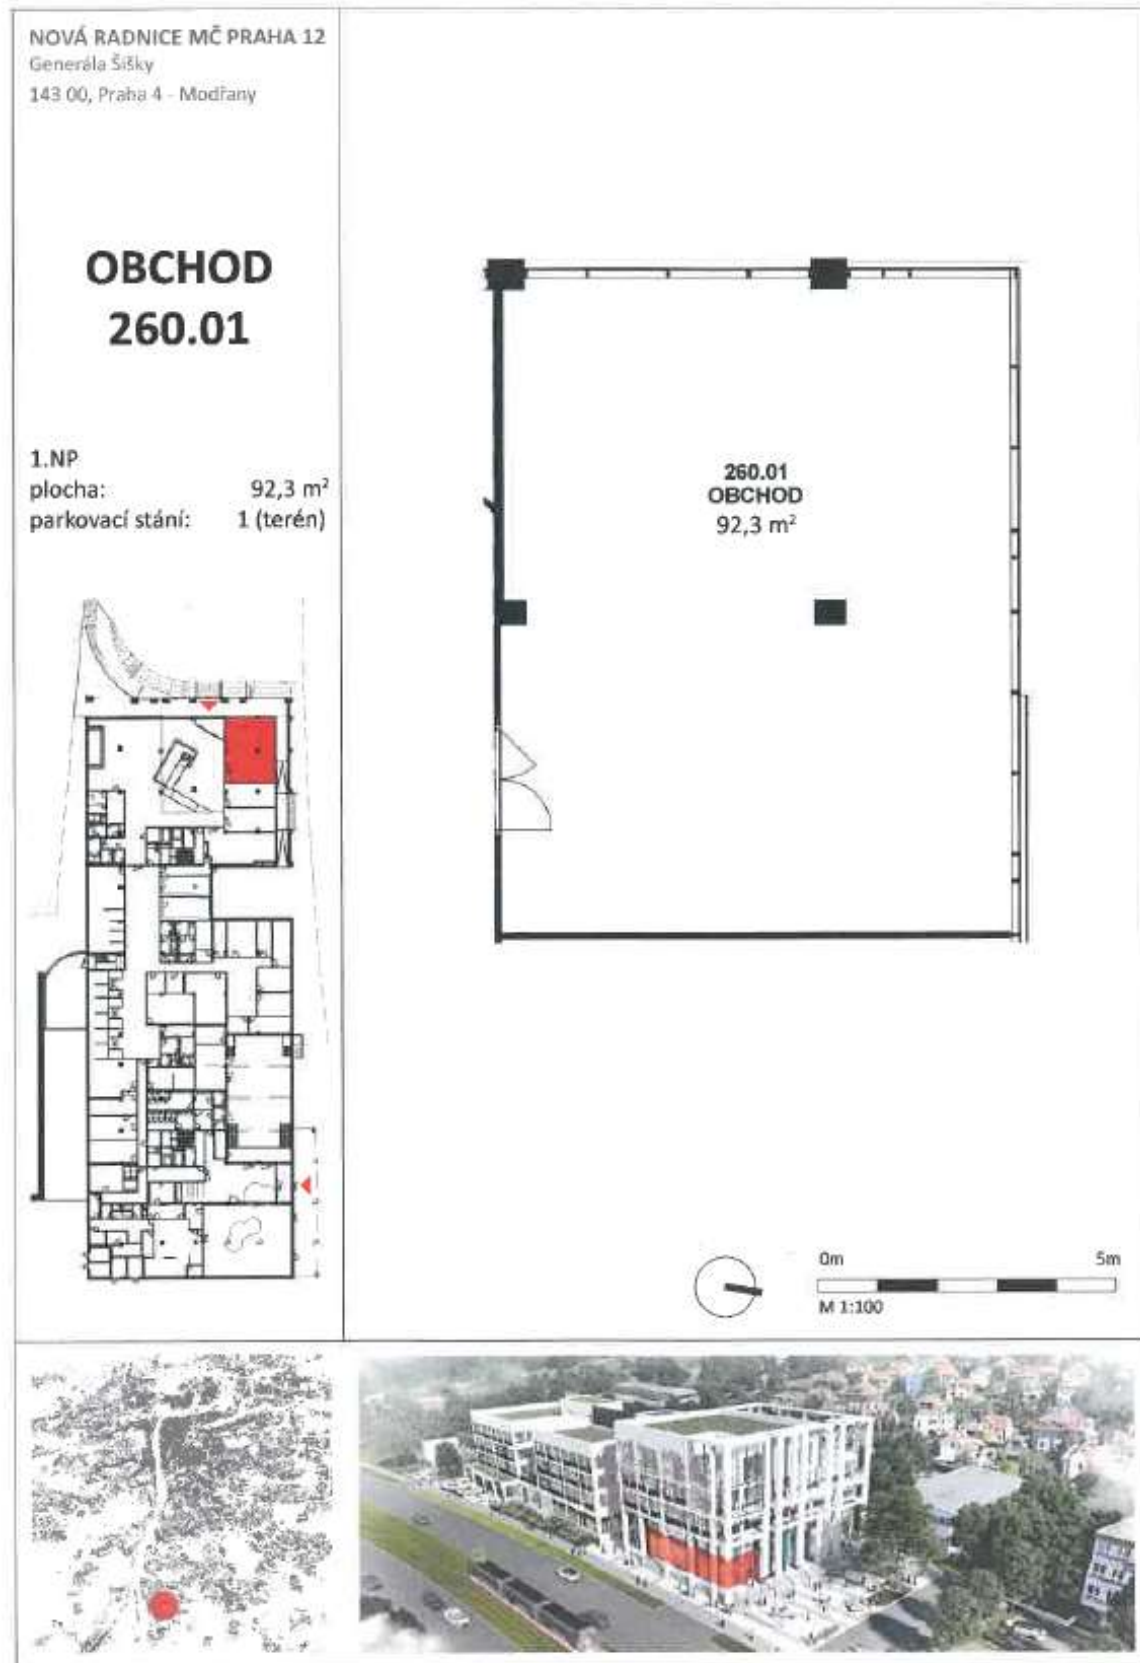 NOVÁ RADNICE MČ PRAHA 12
Generála Šišky
143 00, Praha 4 - Modřany
OBCHOD
260.01
1.NP
plocha: 92,3 m²
parkovací stání: 1 (terén)
260.01
OBCHOD
92,3 m²
0m 5m
M 1:100